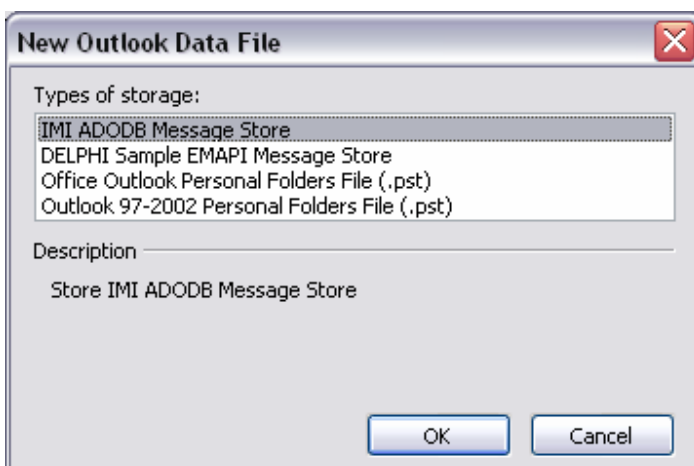 New Outlook Data File
Types of storage:
IMI ADODB Message Store
DELPHI Sample EMAPI Message Store
Office Outlook Personal Folders File (.pst)
Outlook 97-2002 Personal Folders File (.pst)
Description
Store IMI ADODB Message Store
OK Cancel